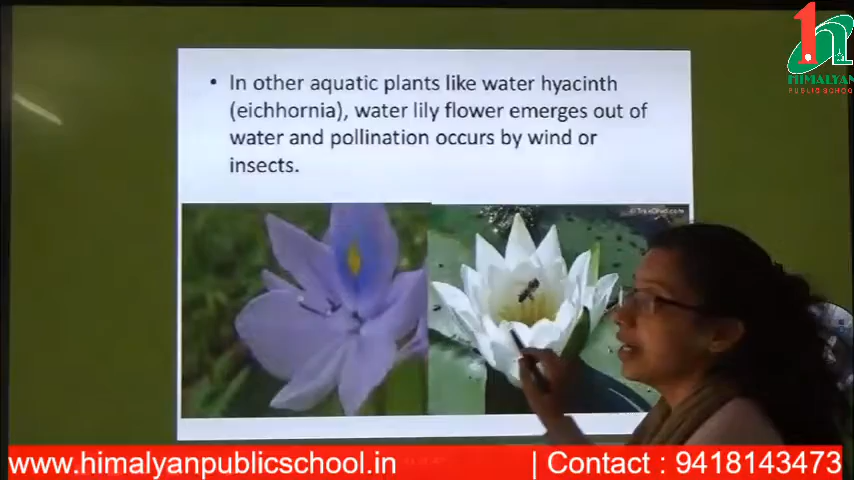 • In other aquatic plants like water hyacinth
(eichhornia), water lily flower emerges out of
water and pollination occurs by wind or
insects.
HIMALYAN
PUBLIC SCHOO
www.himalyanpublicschool.in | Contact : 9418143473